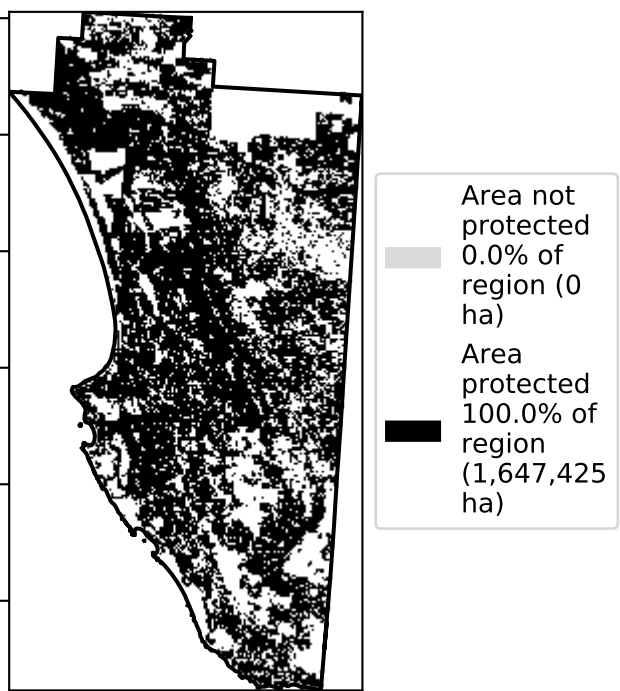 Area not
protected
0.0% of
region (0
ha)
Area
protected
100.0% of
region
(1,647,425
ha)